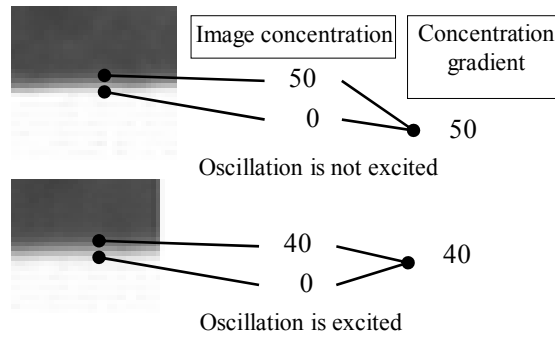 Image concentration
Concentration
gradient
50
0
50
Oscillation is not excited
40
0
40
Oscillation is excited